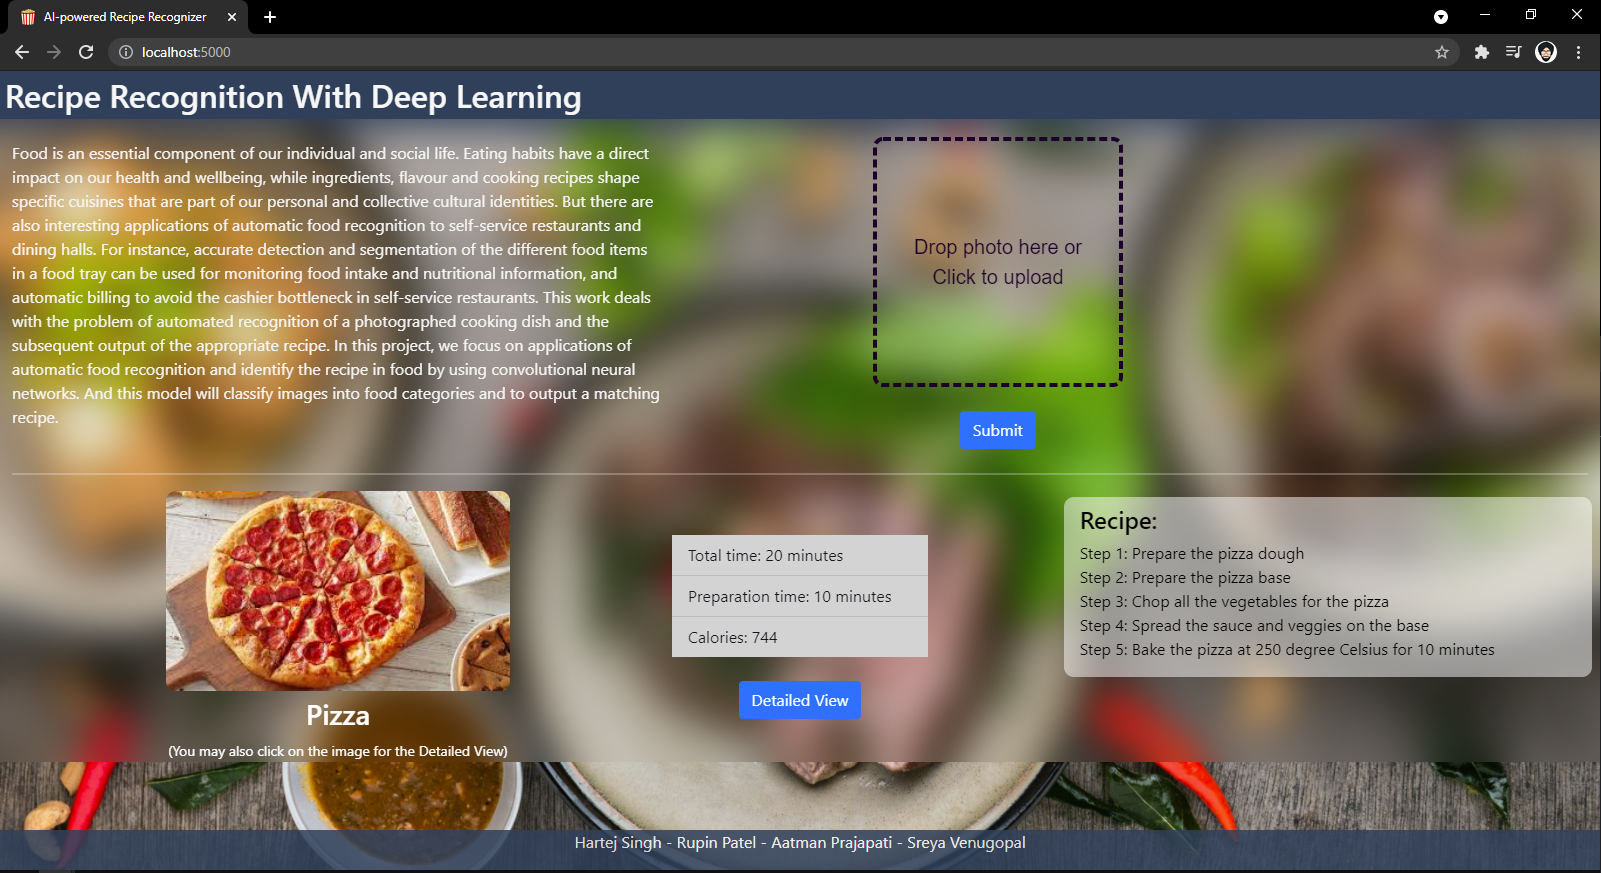 AI-powered Recipe Recognizer
localhost:5000
Recipe Recognition With Deep Learning
Food is an essential component of our individual and social life. Eating habits have a direct
impact on our health and wellbeing, while ingredients, flavour and cooking recipes shape
specific cuisines that are part of our personal and collective cultural identities. But there are
also interesting applications of automatic food recognition to self-service restaurants and
dining halls. For instance, accurate detection and segmentation of the different food items
in a food tray can be used for monitoring food intake and nutritional information, and
automatic billing to avoid the cashier bottleneck in self-service restaurants. This work deals
with the problem of automated recognition of a photographed cooking dish and the
subsequent output of the appropriate recipe. In this project, we focus on applications of
automatic food recognition and identify the recipe in food by using convolutional neural
networks. And this model will classify images into food categories and to output a matching
recipe.
Drop photo here or
Click to upload
Submit
Pizza
(You may also click on the image for the Detailed View)
Total time: 20 minutes
Preparation time: 10 minutes
Calories: 744
Detailed View
Recipe:
Step 1: Prepare the pizza dough
Step 2: Prepare the pizza base
Step 3: Chop all the vegetables for the pizza
Step 4: Spread the sauce and veggies on the base
Step 5: Bake the pizza at 250 degree Celsius for 10 minutes
Hartej Singh - Rupin Patel - Aatman Prajapati - Sreya Venugopal